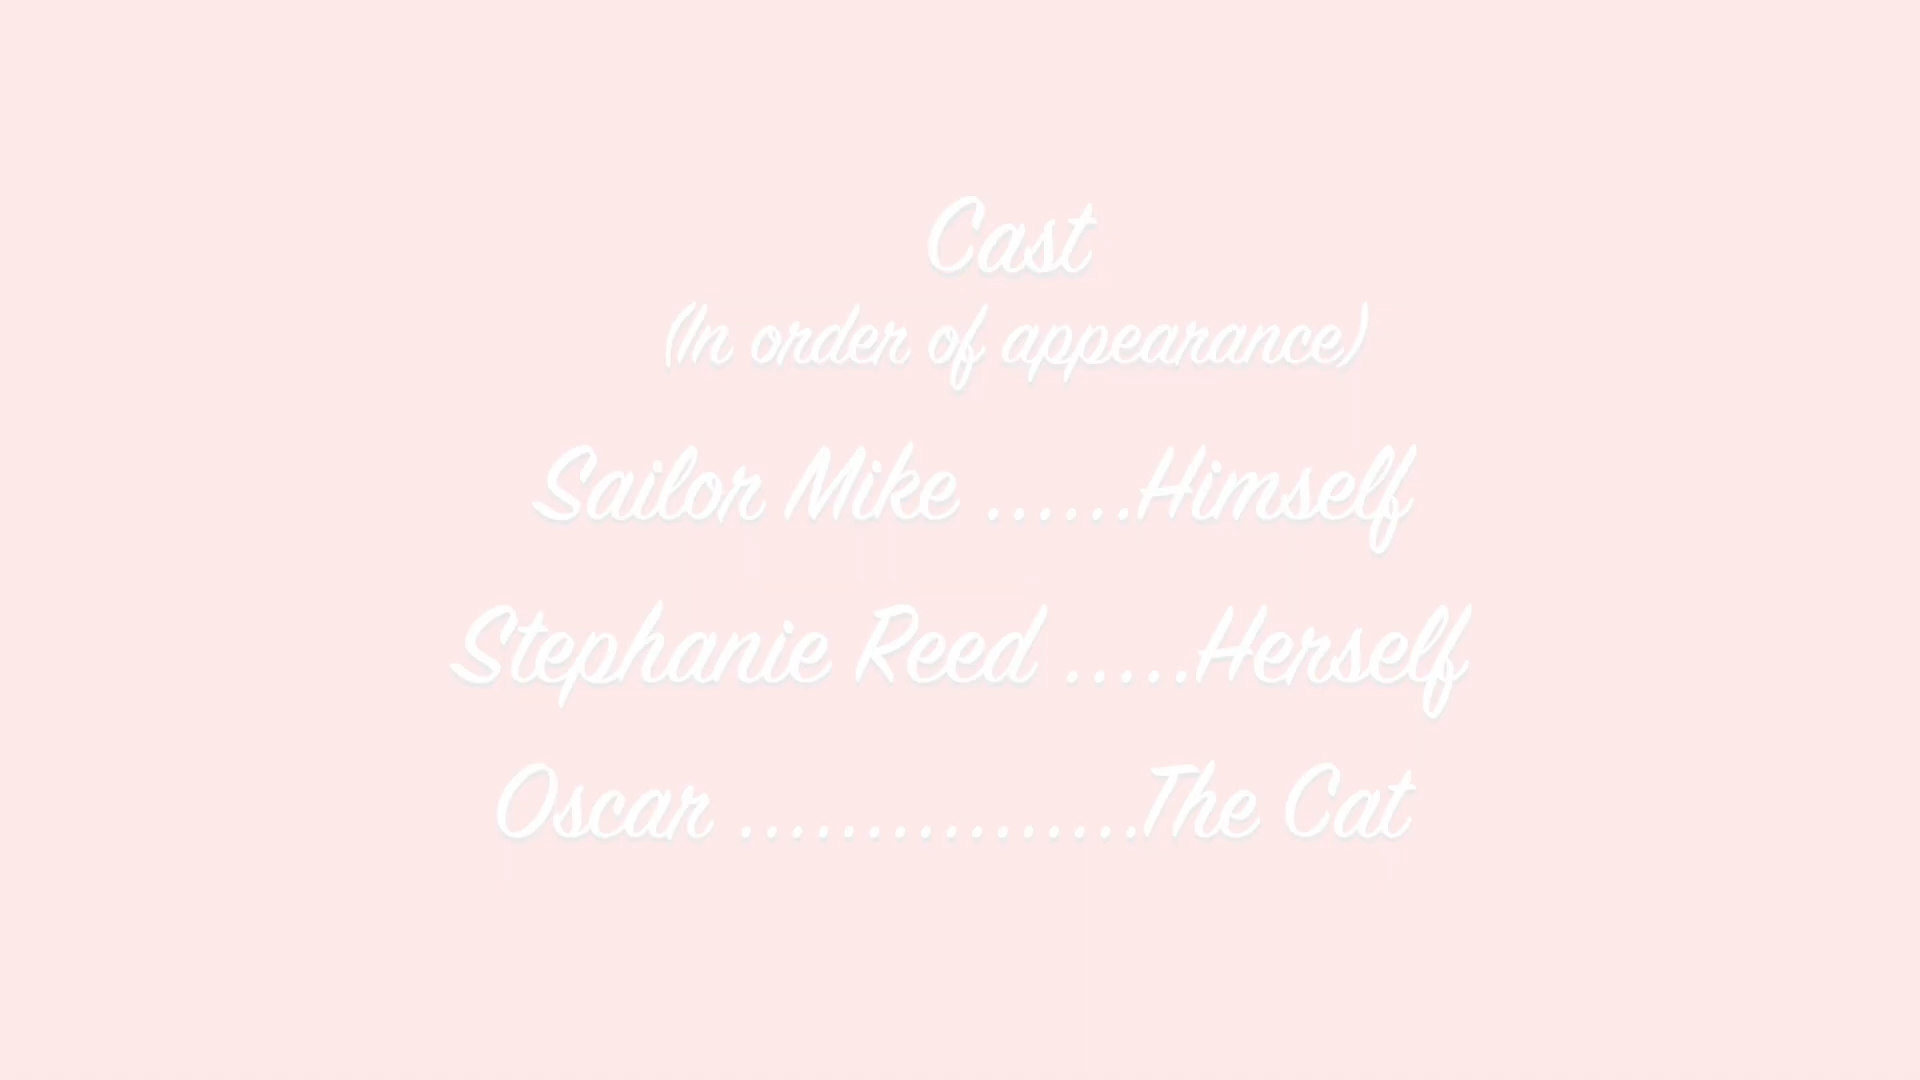 Cast
(In order of appearance)
Sailor Mike ......Himself
Stephanie Reed .....Herself
Oscar ................The Cat